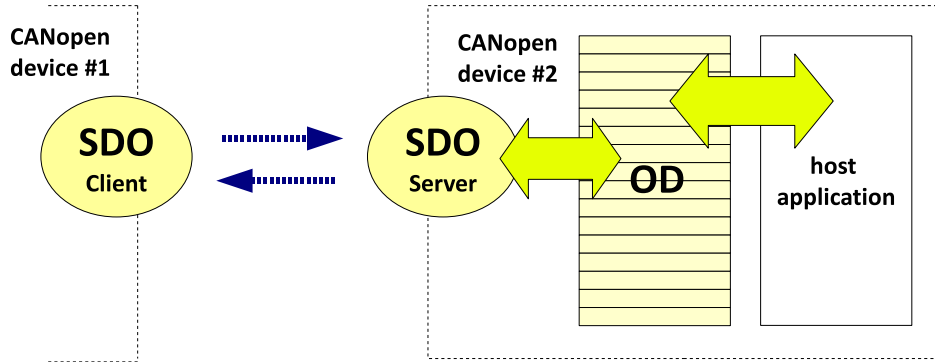 CANopen
device #1
SDO
Client
SDO
Server
CANopen
device #2
OD
host
application